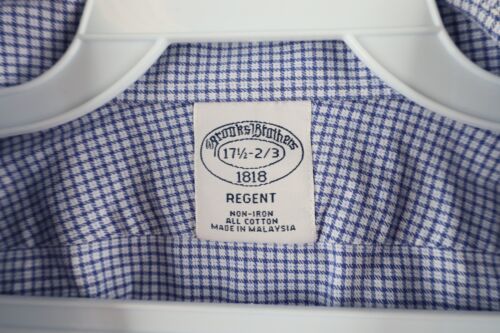 Brooks Brothers
17½-2/3
1818
REGENT
NON-IRON
ALL COTTON
MADE IN MALAYSIA